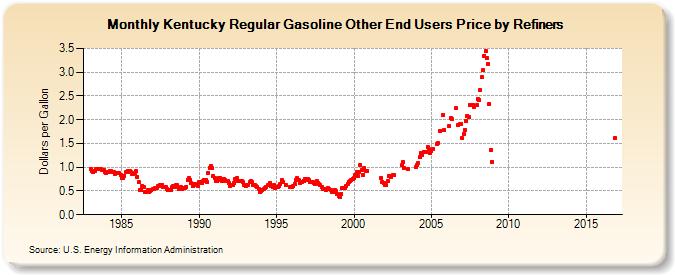 Monthly Kentucky Regular Gasoline Other End Users Price by Refiners
Dollars per Gallon
3.5
3.0
2.5
2.0
1.5
1.0
0.5
0.0
1985 1990 1995 2000 2005 2010 2015
Source: U.S. Energy Information Administration